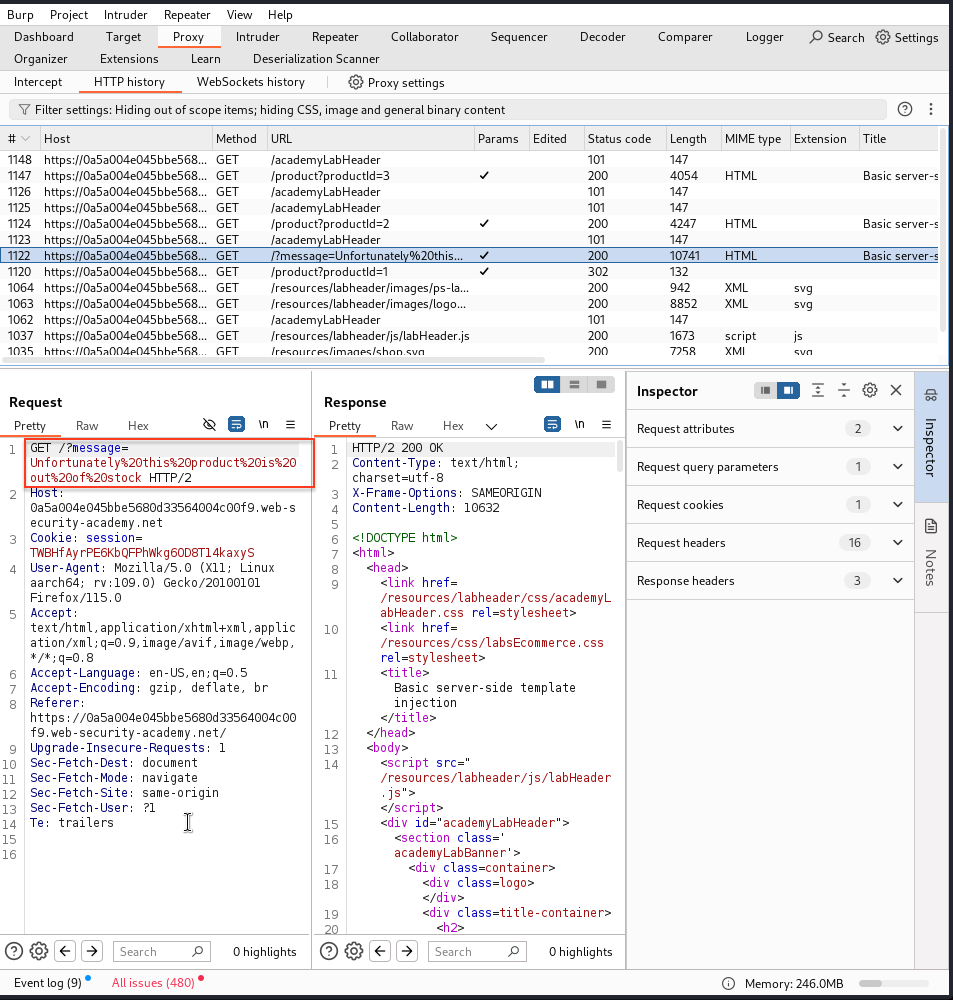 Burp Project Intruder Repeater View Help
Dashboard Target Proxy Intruder Repeater Collaborator Sequencer Decoder Comparer Logger Search Settings
Organizer Extensions Learn Deserialization Scanner
Intercept HTTP history WebSockets history Proxy settings
Filter settings: Hiding out of scope items; hiding CSS, image and general binary content
# Host Method URL Params Edited Status code Length MIME type Extension Title
1148 https://0a5a004e045bbe568... GET /academyLabHeader 101 147
1147 https://0a5a004e045bbe568... GET /product?productId=3 ✓ 200 4054 HTML Basic server-s
1126 https://0a5a004e045bbe568... GET /academyLabHeader 101 147
1125 https://0a5a004e045bbe568... GET /academyLabHeader 101 147
1124 https://0a5a004e045bbe568... GET /product?productId=2 ✓ 200 4247 HTML Basic server-s
1123 https://0a5a004e045bbe568... GET /academyLabHeader 101 147
1122 https://0a5a004e045bbe568... GET /?message=Unfortunately%20this... ✓ 200 10741 HTML Basic server-s
1120 https://0a5a004e045bbe568... GET /product?productId=1 ✓ 302 132
1064 https://0a5a004e045bbe568... GET /resources/labheader/images/ps-la... 200 942 XML svg
1063 https://0a5a004e045bbe568... GET /resources/labheader/images/logo... 200 8852 XML svg
1062 https://0a5a004e045bbe568... GET /academyLabHeader 101 147
1037 https://0a5a004e045bbe568... GET /resources/labheader/js/labHeader.js 200 1673 script js
1035 https://0a5a004e045bbe568... GET /resources/images/shop.svg 200 7258 XML svg
Request
Pretty Raw Hex \n
1 GET /?message=
Unfortunately%20this%20product%20is%20
out%20of%20stock HTTP/2
2 Host:
0a5a004e045bbe5680d33564004c00f9.web-s
ecurity-academy.net
3 Cookie: session=
TWBHfAyrPE6KbQFPhWkg6OD8T14kaxyS
4 User-Agent: Mozilla/5.0 (X11; Linux
aarch64; rv:109.0) Gecko/20100101
Firefox/115.0
5 Accept:
text/html,application/xhtml+xml,applic
ation/xml;q=0.9,image/avif,image/webp,
*/*;q=0.8
6 Accept-Language: en-US,en;q=0.5
7 Accept-Encoding: gzip, deflate, br
8 Referer:
https://0a5a004e045bbe5680d33564004c00
f9.web-security-academy.net/
9 Upgrade-Insecure-Requests: 1
10 Sec-Fetch-Dest: document
11 Sec-Fetch-Mode: navigate
12 Sec-Fetch-Site: same-origin
13 Sec-Fetch-User: ?1
14 Te: trailers
15
16
Search 0 highlights
Response
Pretty Raw Hex \n
1 HTTP/2 200 OK
2 Content-Type: text/html;
charset=utf-8
3 X-Frame-Options: SAMEORIGIN
4 Content-Length: 10632
5
6 <!DOCTYPE html>
7 <html>
8 <head>
9 <link href=
/resources/labheader/css/academyL
abHeader.css rel=stylesheet>
10 <link href=
/resources/css/labsEcommerce.css
rel=stylesheet>
11 <title>
Basic server-side template
injection
</title>
12 </head>
13 <body>
14 <script src="
/resources/labheader/js/labHeader
.js">
</script>
15 <div id="academyLabHeader">
16 <section class='
academyLabBanner'>
17 <div class=container>
18 <div class=logo>
</div>
19 <div class=title-container>
20 <h2>
Search 0 highlights
Inspector
Request attributes 2
Request query parameters 1
Request cookies 1
Request headers 16
Response headers 3
Inspector
Notes
Event log (9) All issues (480) Memory: 246.0MB